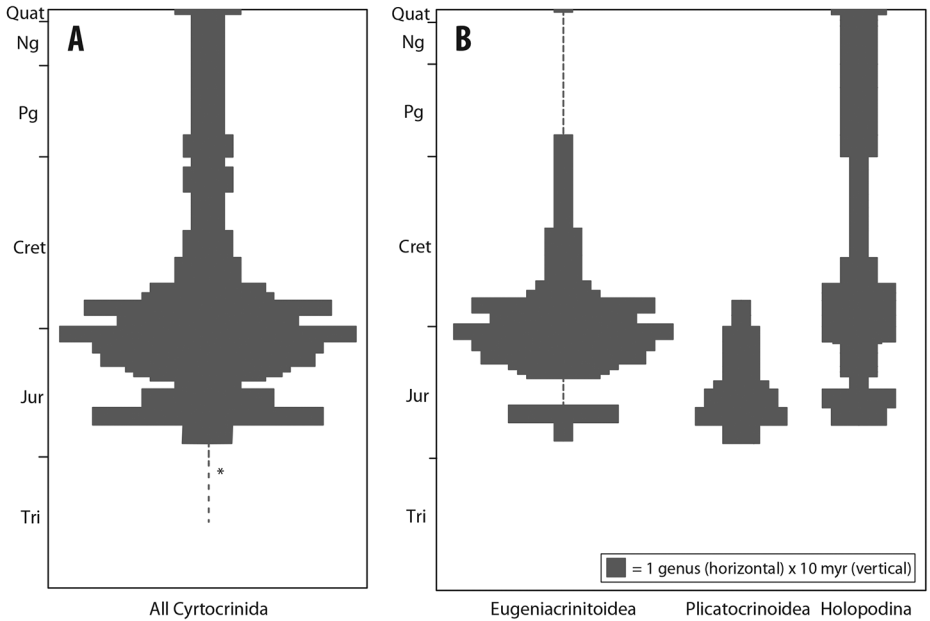 A
Quat
Ng
Pg
Cret
Jur
Tri
*
All Cyrtocrinida
B
Quat
Ng
Pg
Cret
Jur
Tri
= 1 genus (horizontal) x 10 myr (vertical)
Eugeniacrinitoidea
Plicatocrinoidea
Holopodina